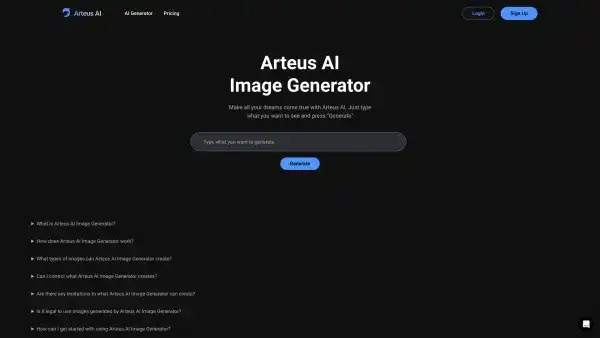 Arteus AI
AI Generator
Pricing
Login
Sign Up
Arteus AI
Image Generator
Make all your dreams come true with Arteus AI. Just type
what you want to see and press "Generate"
Type what you want to generate
Generate
What is Arteus AI Image Generator?
How does Arteus AI Image Generator work?
What types of images can Arteus AI Image Generator create?
Can I control what Arteus AI Image Generator creates?
Are there any limitations to what Arteus AI Image Generator can create?
Is it legal to use images generated by Arteus AI Image Generator?
How can I get started with using Arteus AI Image Generator?